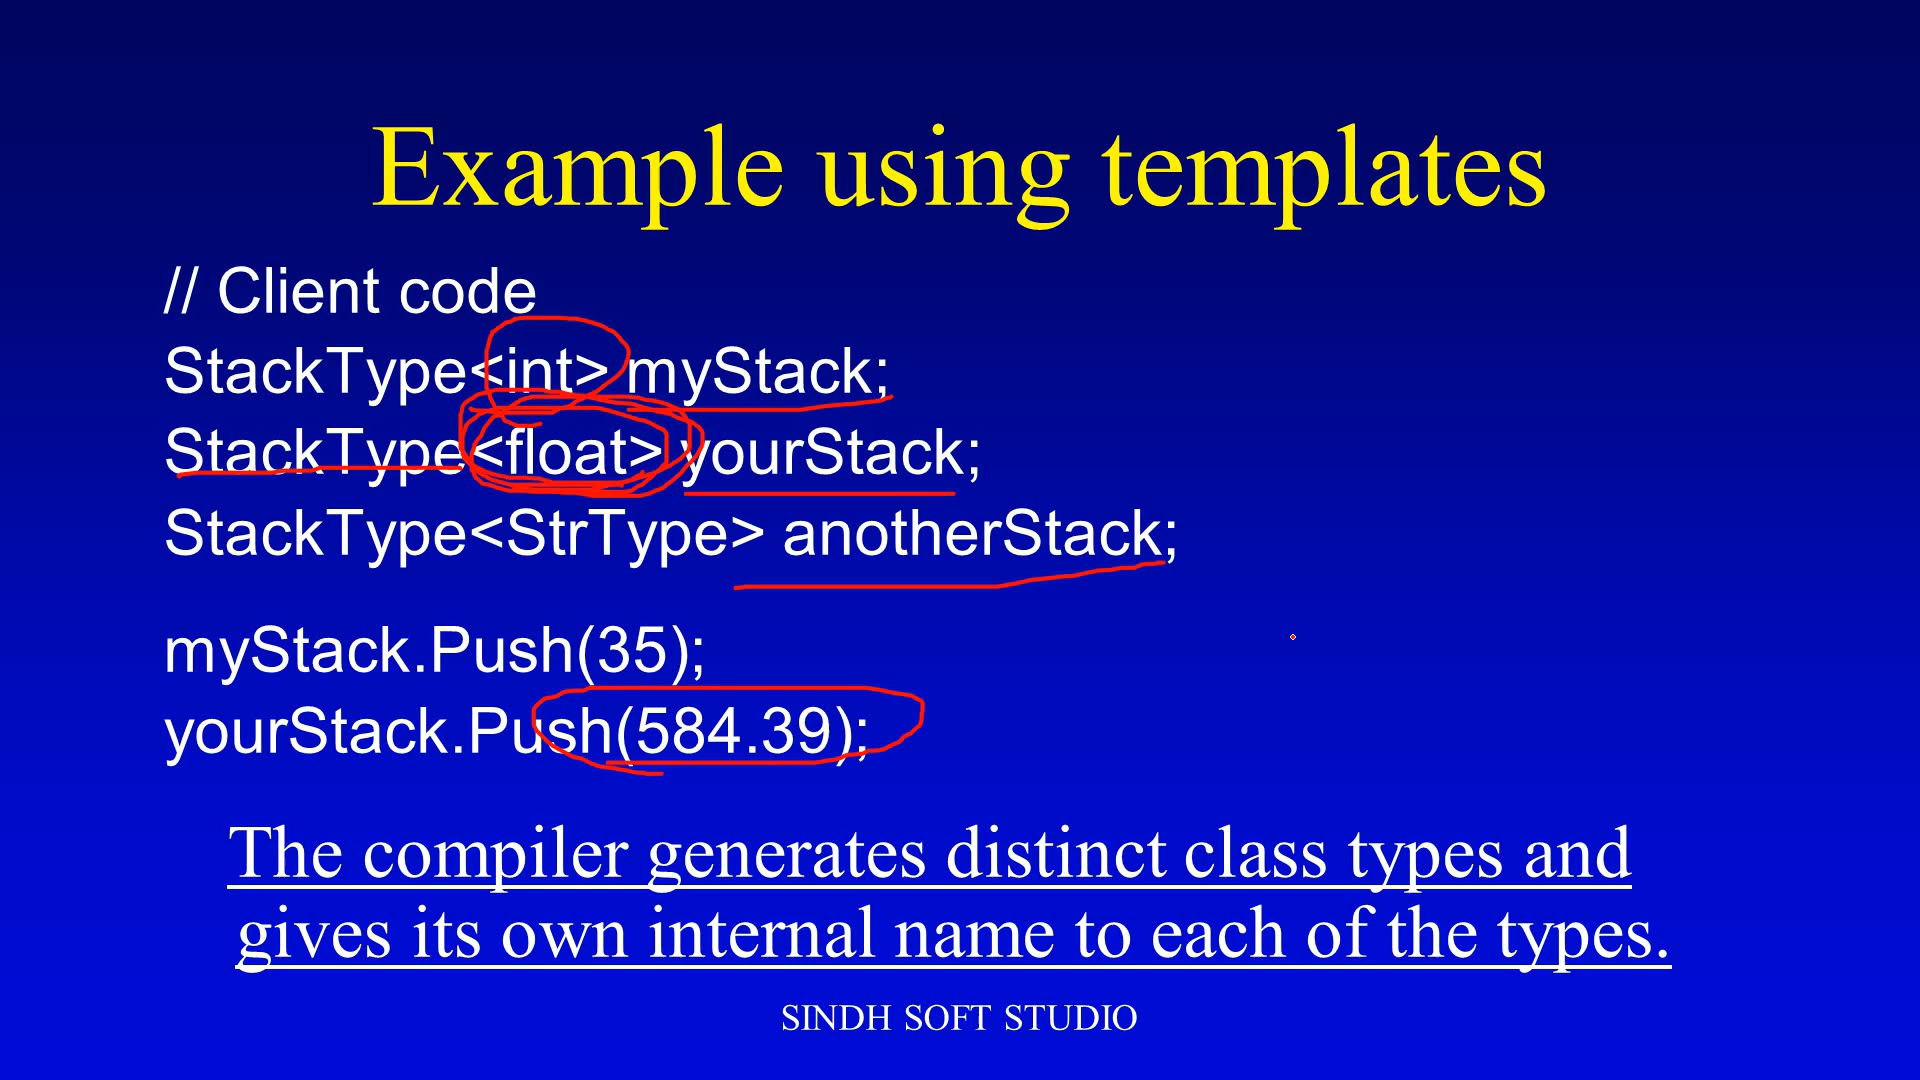 Example using templates
// Client code
StackType<int> myStack;
StackType<float> yourStack;
StackType<StrType> anotherStack;
myStack.Push(35);
yourStack.Push(584.39);
The compiler generates distinct class types and
gives its own internal name to each of the types.
SINDH SOFT STUDIO